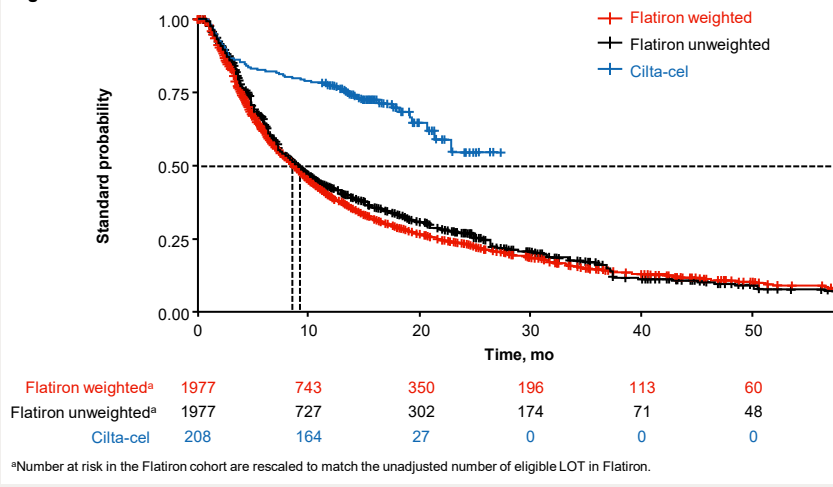 Flatiron weighted
Flatiron unweighted
Cilta-cel
Standard probability
1.00
0.75
0.50
0.25
0.00
0 10 20 30 40 50
Time, mo
Flatiron weightedᵃ 1977 743 350 196 113 60
Flatiron unweightedᵃ 1977 727 302 174 71 48
Cilta-cel 208 164 27 0 0 0
ᵃNumber at risk in the Flatiron cohort are rescaled to match the unadjusted number of eligible LOT in Flatiron.